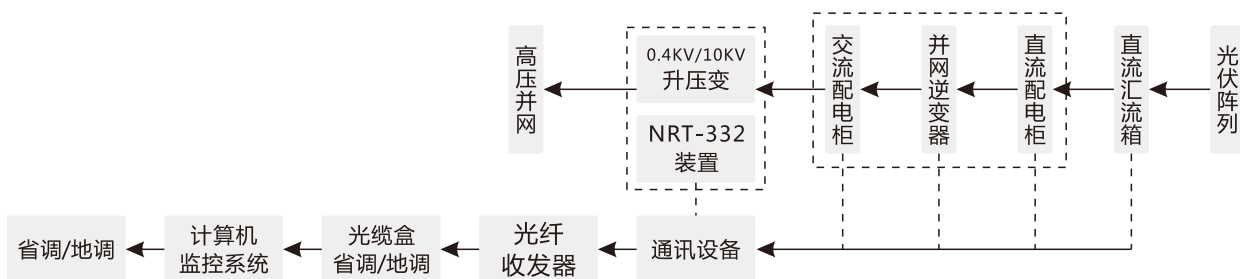 高压并网
0.4KV/10KV
升压变
NRT-332
装置
交流配电柜
并网逆变器
直流配电柜
直流汇流箱
光伏阵列
省调/地调
计算机
监控系统
光缆盒
省调/地调
光纤
收发器
通讯设备